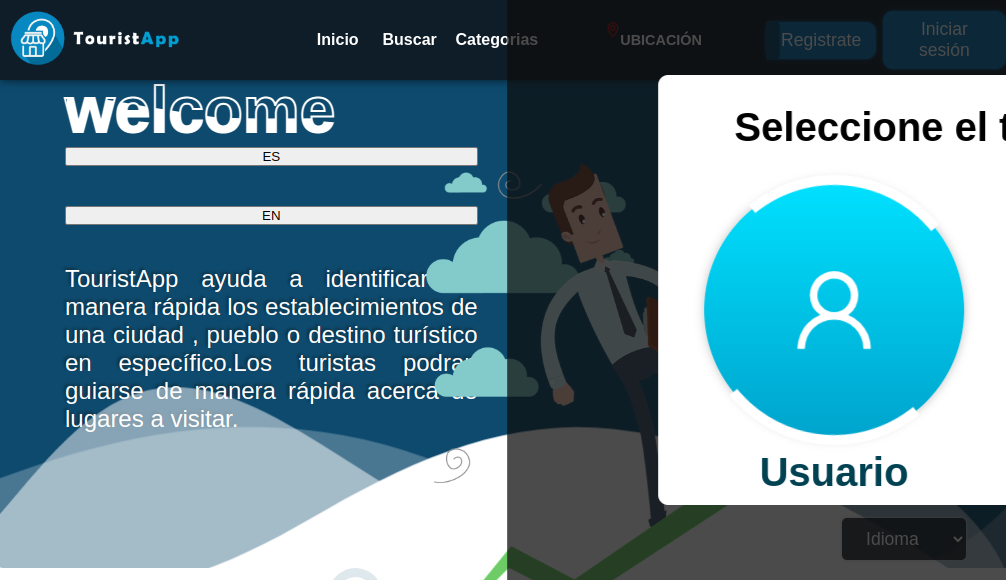 TouristApp
Inicio Buscar Categorias UBICACIÓN Registrate Iniciar sesión
welcome
ES
EN
Seleccione el
TouristApp ayuda a identificar
manera rápida los establecimientos de
una ciudad , pueblo o destino turístico
en específico.Los turistas podran
guiarse de manera rápida acerca de
lugares a visitar.
Usuario
Idioma